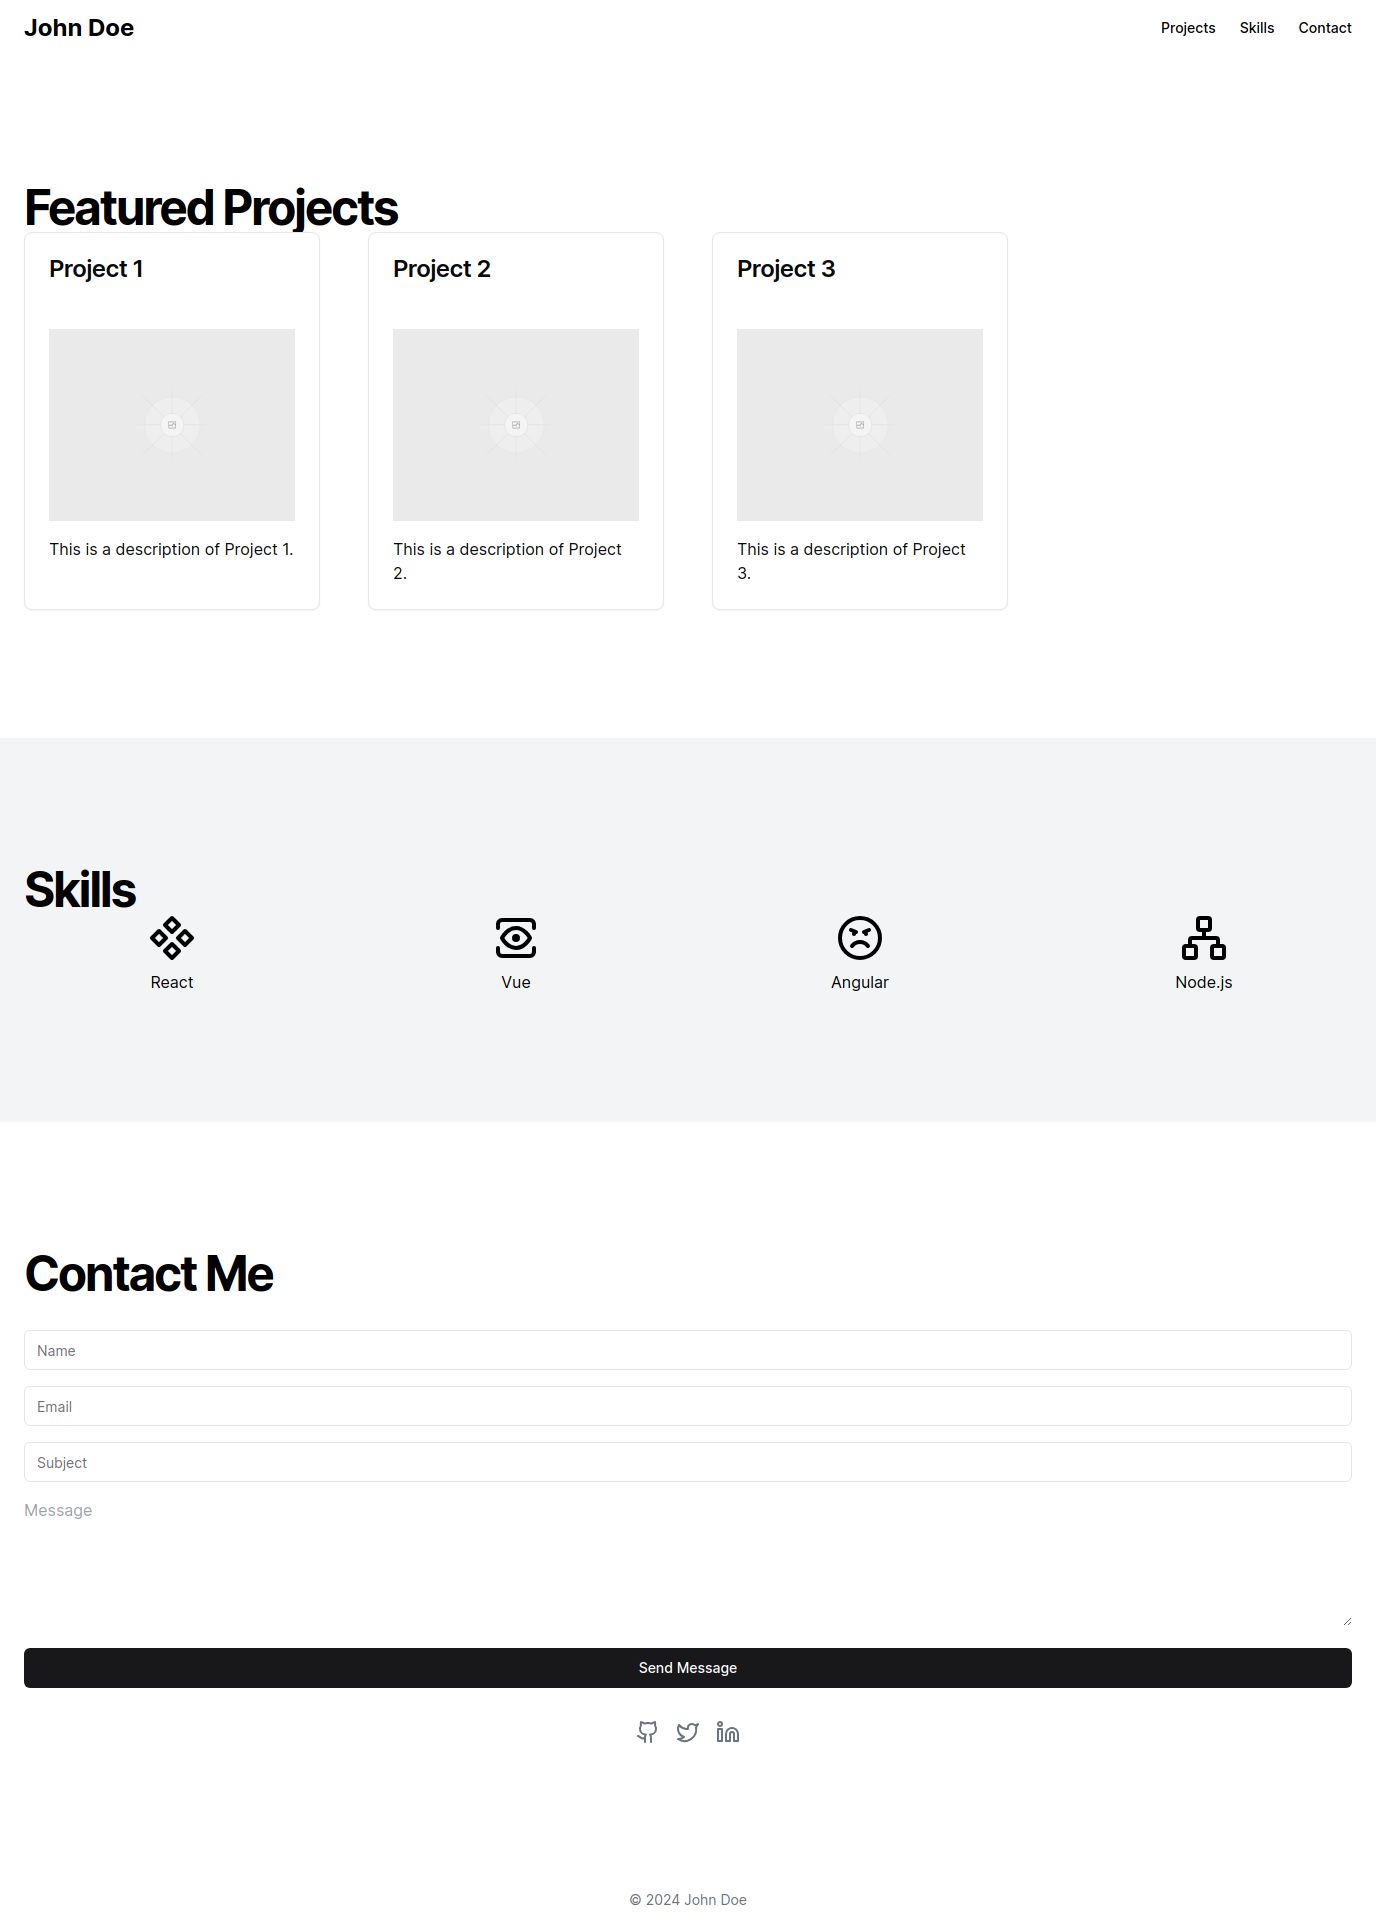 John Doe
Projects Skills Contact
Featured Projects
Project 1
This is a description of Project 1.
Project 2
This is a description of Project
2.
Project 3
This is a description of Project
3.
Skills
React
Vue
Angular
Node.js
Contact Me
Name
Email
Subject
Message
Send Message
© 2024 John Doe